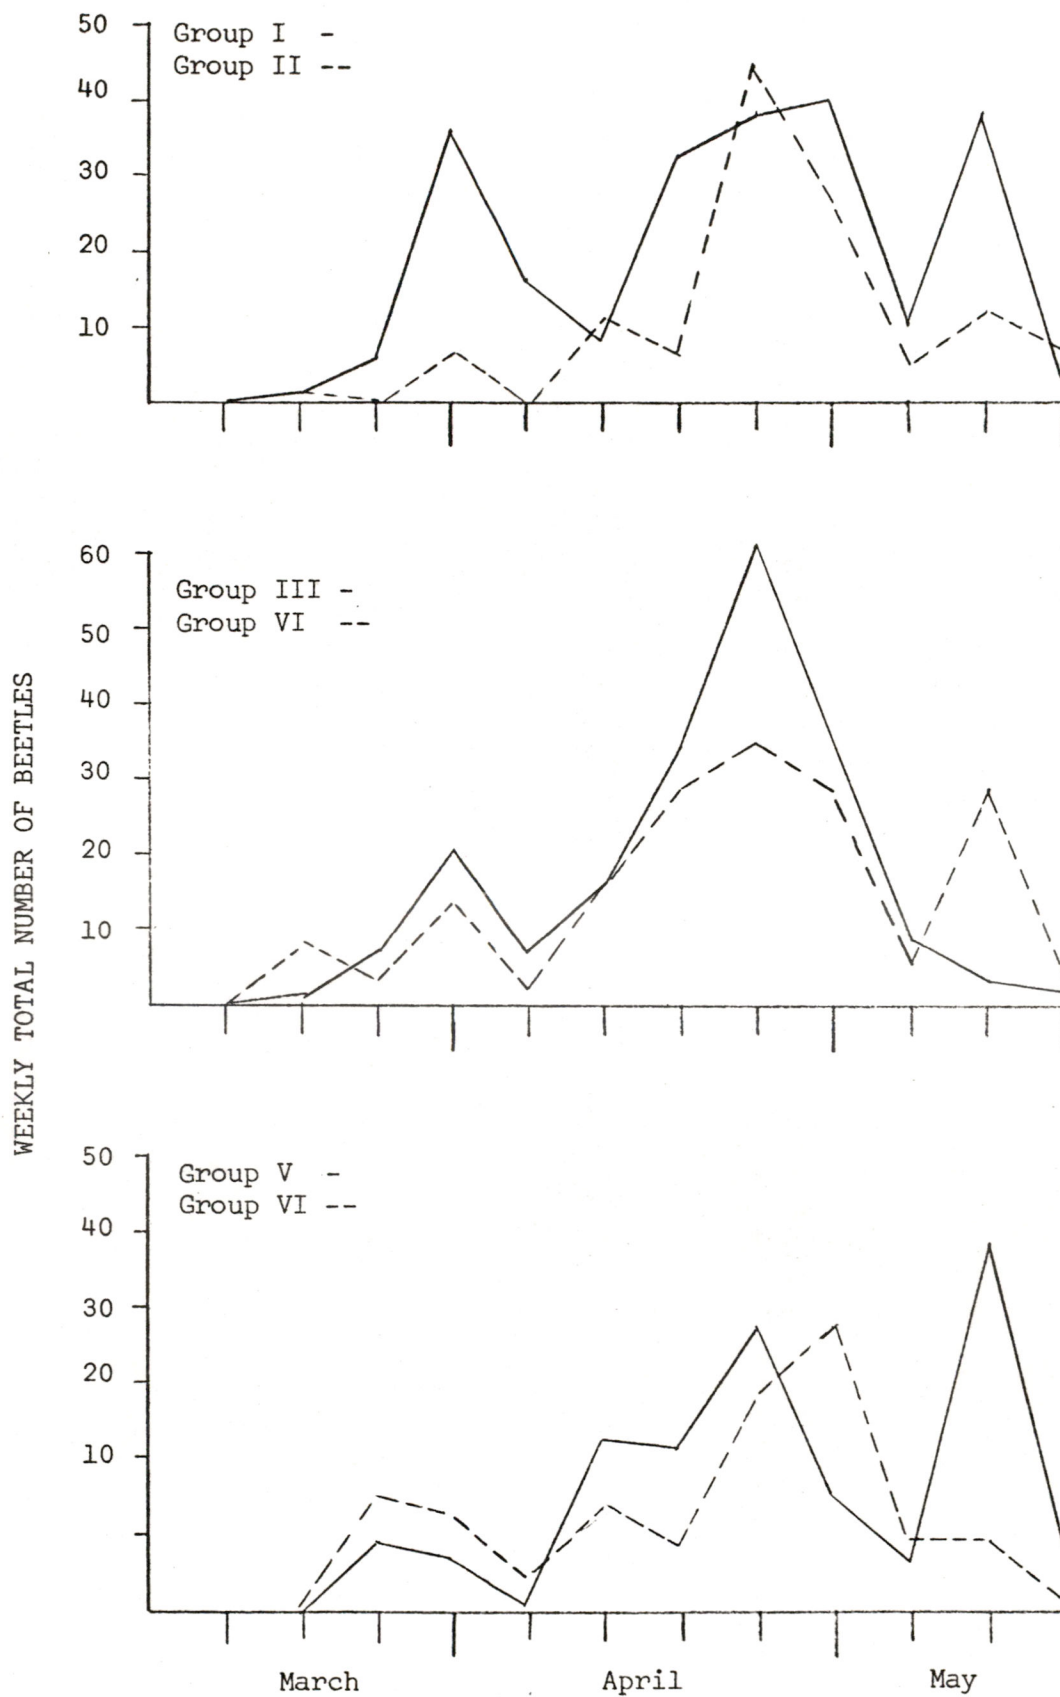 50
Group I -
Group II --
40
30
20
10
WEEKLY TOTAL NUMBER OF BEETLES
60
Group III -
50
Group VI --
40
30
20
10
50
Group V -
Group VI --
40
30
20
10
March April May